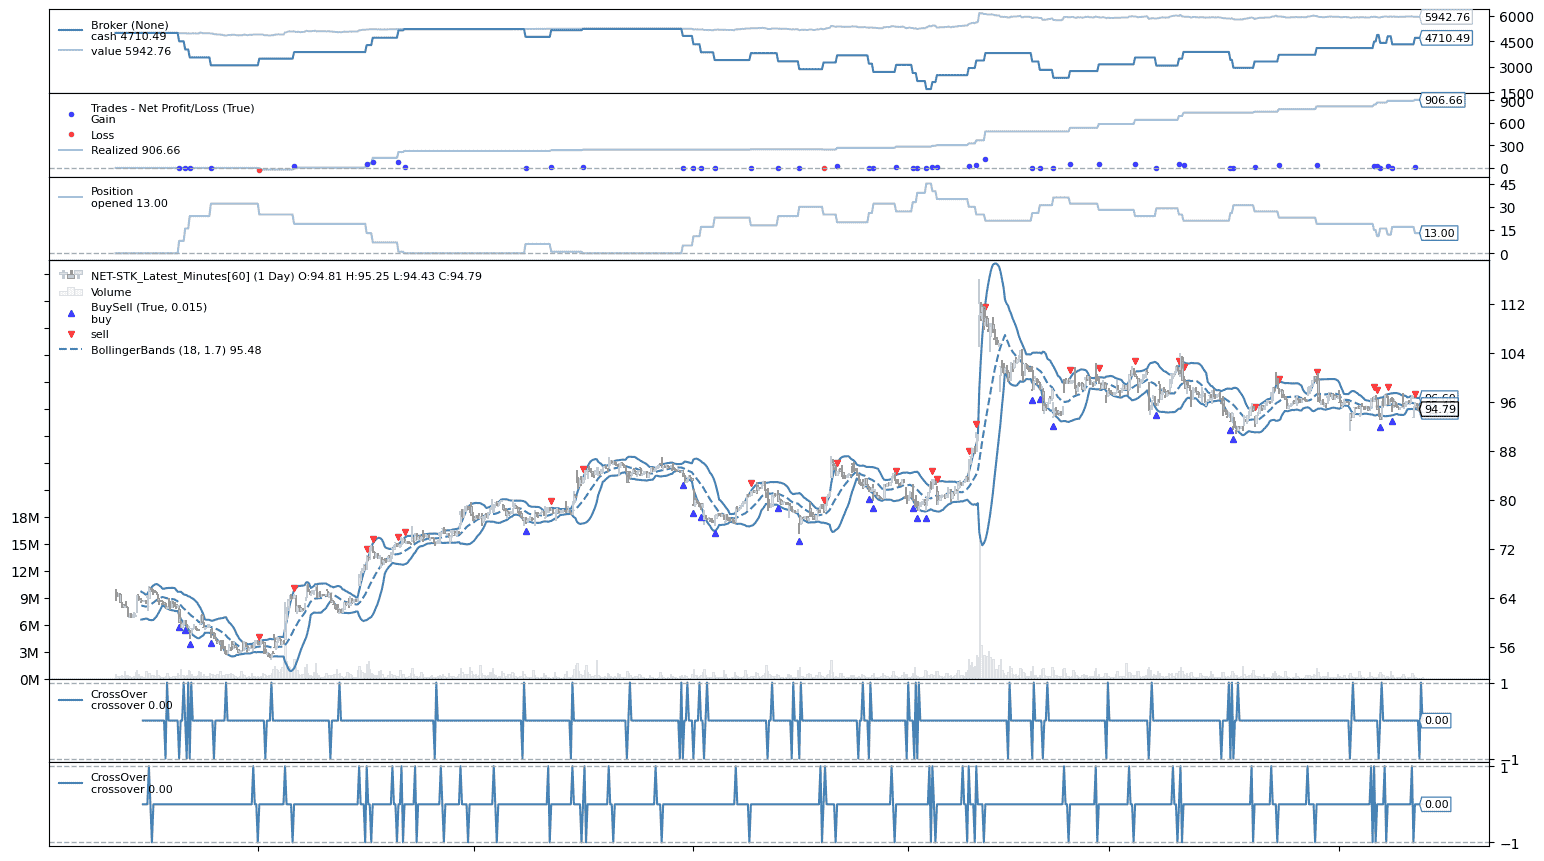 Broker (None)
cash 4710.49
value 5942.76
5942.76
4710.49
6000
4500
3000
1500
Trades - Net Profit/Loss (True)
Gain
Loss
Realized 906.66
906.66
900
600
300
0
Position
opened 13.00
13.00
45
30
15
0
NET-STK_Latest_Minutes[60] (1 Day) O:94.81 H:95.25 L:94.43 C:94.79
Volume
BuySell (True, 0.015)
buy
sell
BollingerBands (18, 1.7) 95.48
94.79
112
104
96
88
80
72
64
56
18M
15M
12M
9M
6M
3M
0M
CrossOver
crossover 0.00
0.00
1
−1
CrossOver
crossover 0.00
0.00
1
−1